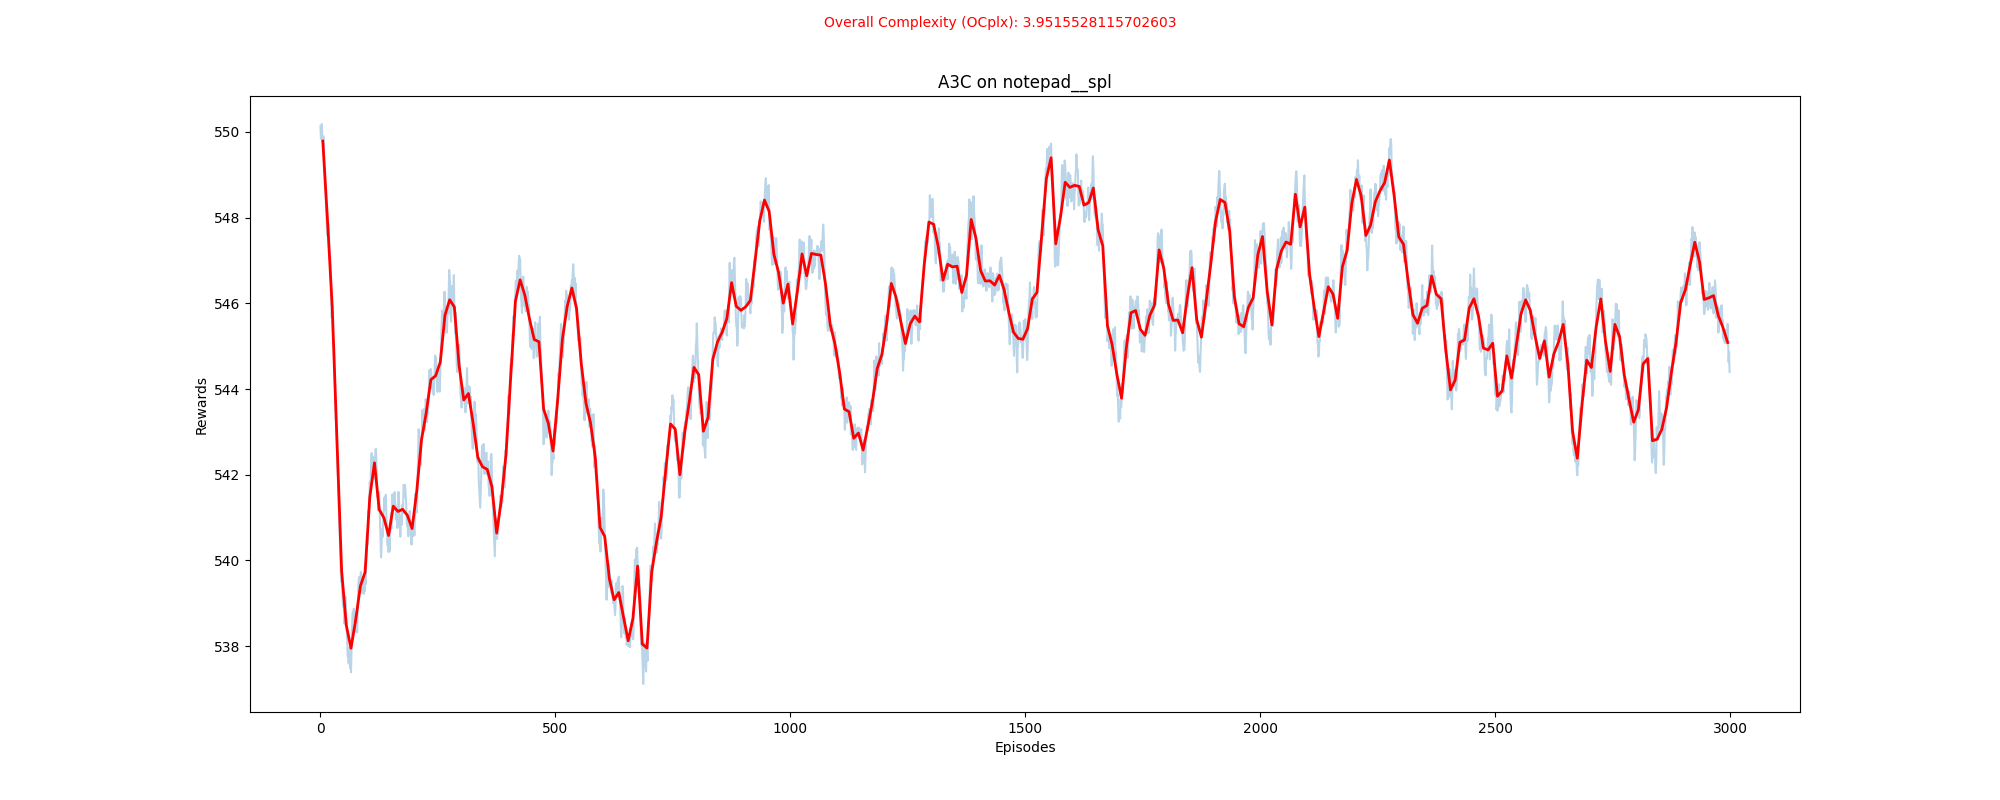 Overall Complexity (OCplx): 3.9515528115702603
A3C on notepad__spl
550
548
546
544
542
540
538
Rewards
0 500 1000 1500 2000 2500 3000
Episodes